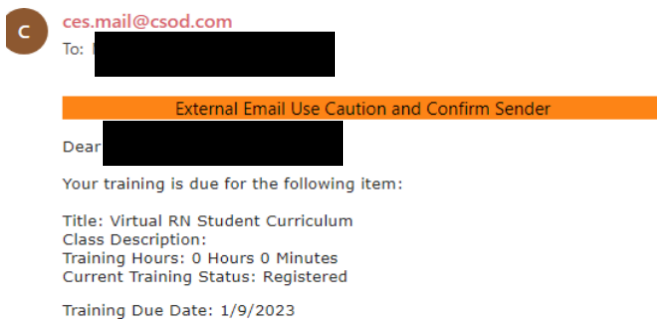 C
ces.mail@csod.com
To:
External Email Use Caution and Confirm Sender
Dear
Your training is due for the following item:
Title: Virtual RN Student Curriculum
Class Description:
Training Hours: 0 Hours 0 Minutes
Current Training Status: Registered
Training Due Date: 1/9/2023